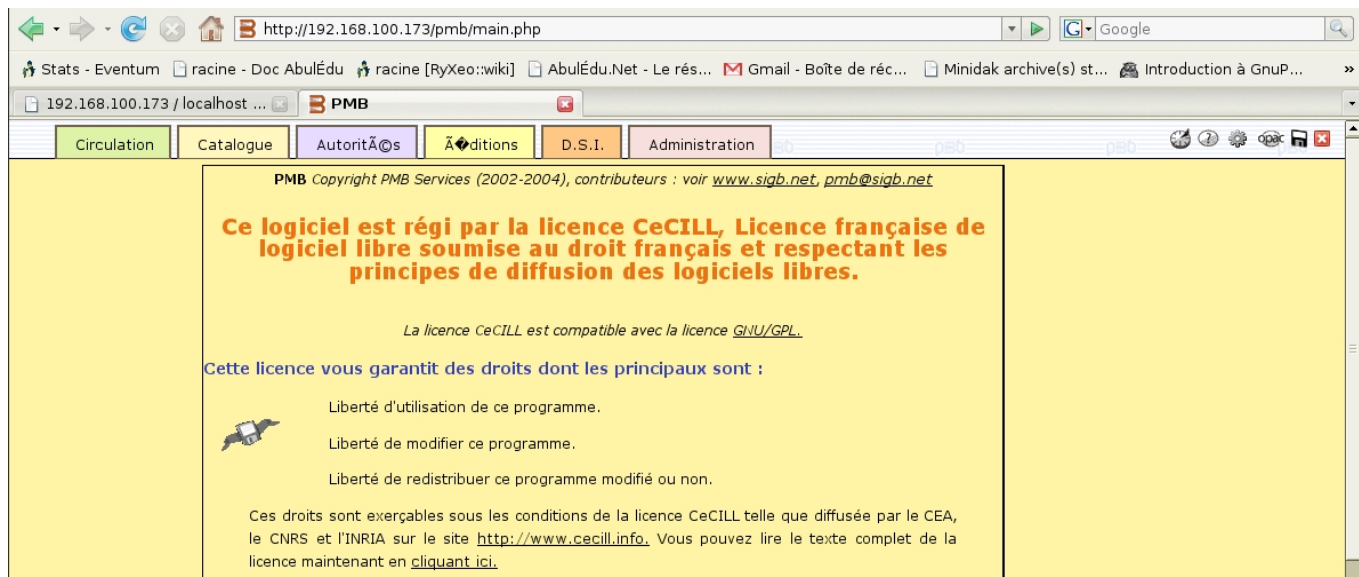 http://192.168.100.173/pmb/main.php
Google
Stats - Eventum racine - Doc AbulÉdu racine [RyXeo::wiki] AbulÉdu.Net - Le rés... Gmail - Boîte de réc... Minidak archive(s) st... Introduction à GnuP... »
192.168.100.173 / localhost ... PMB
Circulation Catalogue AutoritÃ©s Ã�ditions D.S.I. Administration opac
PMB Copyright PMB Services (2002-2004), contributeurs : voir www.sigb.net, pmb@sigb.net
Ce logiciel est régi par la licence CeCILL, Licence française de
logiciel libre soumise au droit français et respectant les
principes de diffusion des logiciels libres.
La licence CeCILL est compatible avec la licence GNU/GPL.
Cette licence vous garantit des droits dont les principaux sont :
Liberté d'utilisation de ce programme.
Liberté de modifier ce programme.
Liberté de redistribuer ce programme modifié ou non.
Ces droits sont exerçables sous les conditions de la licence CeCILL telle que diffusée par le CEA,
le CNRS et l'INRIA sur le site http://www.cecill.info. Vous pouvez lire le texte complet de la
licence maintenant en cliquant ici.